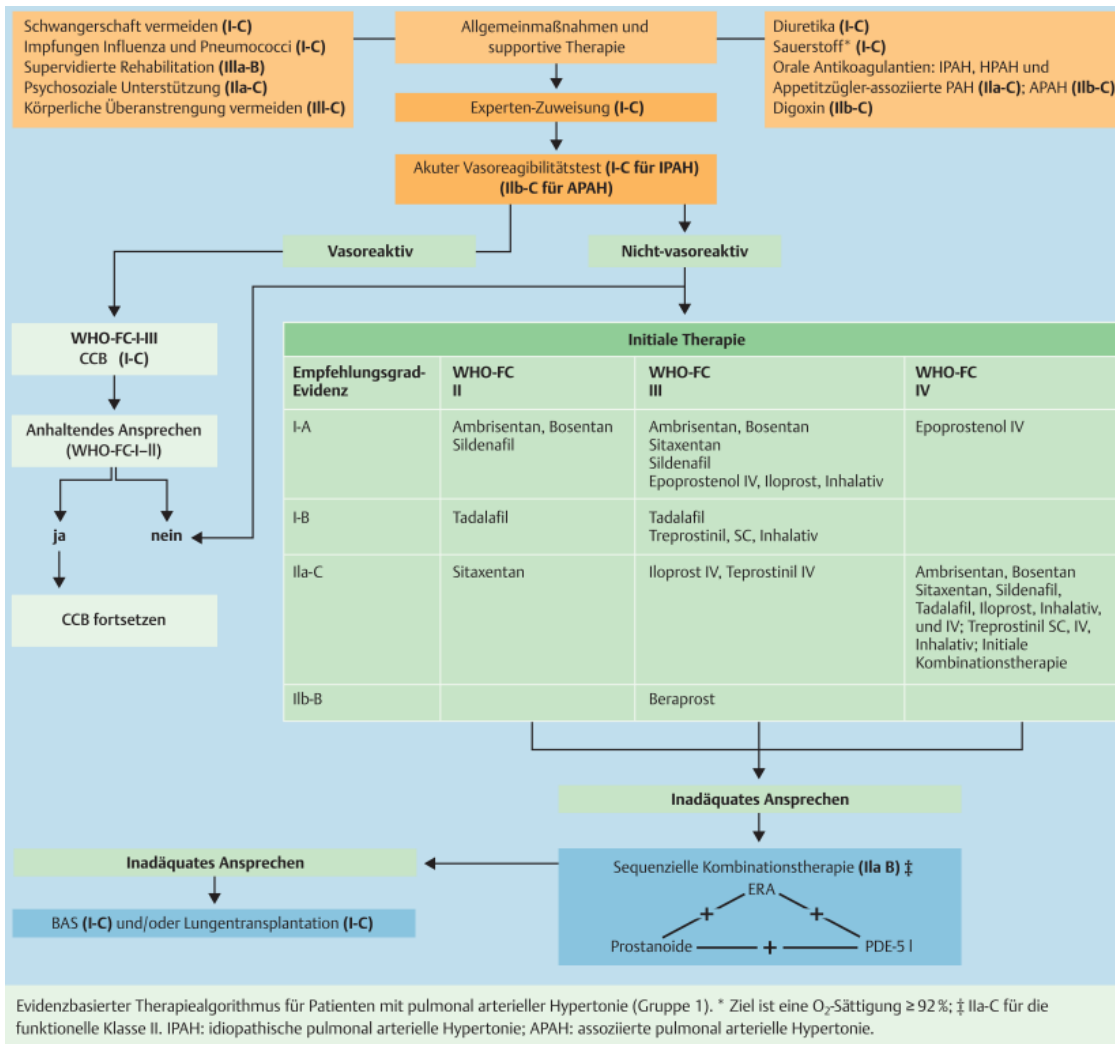 Schwangerschaft vermeiden (I-C)
Impfungen Influenza und Pneumococci (I-C)
Supervidierte Rehabilitation (IIIa-B)
Psychosoziale Unterstützung (IIa-C)
Körperliche Überanstrengung vermeiden (III-C)
Allgemeinmaßnahmen und
supportive Therapie
Diuretika (I-C)
Sauerstoff* (I-C)
Orale Antikoagulantien: IPAH, HPAH und
Appetitzügler-assoziierte PAH (IIa-C); APAH (IIb-C)
Digoxin (IIb-C)
Experten-Zuweisung (I-C)
Akuter Vasoreagibilitätstest (I-C für IPAH)
(IIb-C für APAH)
Vasoreaktiv
Nicht-vasoreaktiv
WHO-FC-I-III
CCB (I-C)
Anhaltendes Ansprechen
(WHO-FC-I–II)
ja
nein
CCB fortsetzen
Initiale Therapie
Empfehlungsgrad-
Evidenz
WHO-FC
II
WHO-FC
III
WHO-FC
IV
I-A
Ambrisentan, Bosentan
Sildenafil
Ambrisentan, Bosentan
Sitaxentan
Sildenafil
Epoprostenol IV, Iloprost, Inhalativ
Epoprostenol IV
I-B
Tadalafil
Tadalafil
Treprostinil, SC, Inhalativ
IIa-C
Sitaxentan
Iloprost IV, Teprostinil IV
Ambrisentan, Bosentan
Sitaxentan, Sildenafil,
Tadalafil, Iloprost, Inhalativ,
und IV; Treprostinil SC, IV,
Inhalativ; Initiale
Kombinationstherapie
IIb-B
Beraprost
Inadäquates Ansprechen
Inadäquates Ansprechen
BAS (I-C) und/oder Lungentransplantation (I-C)
Sequenzielle Kombinationstherapie (IIa B) ‡
ERA
+ +
Prostanoide + PDE-5 I
Evidenzbasierter Therapiealgorithmus für Patienten mit pulmonal arterieller Hypertonie (Gruppe 1). * Ziel ist eine O₂-Sättigung ≥ 92 %; ‡ IIa-C für die
funktionelle Klasse II. IPAH: idiopathische pulmonal arterielle Hypertonie; APAH: assoziierte pulmonal arterielle Hypertonie.